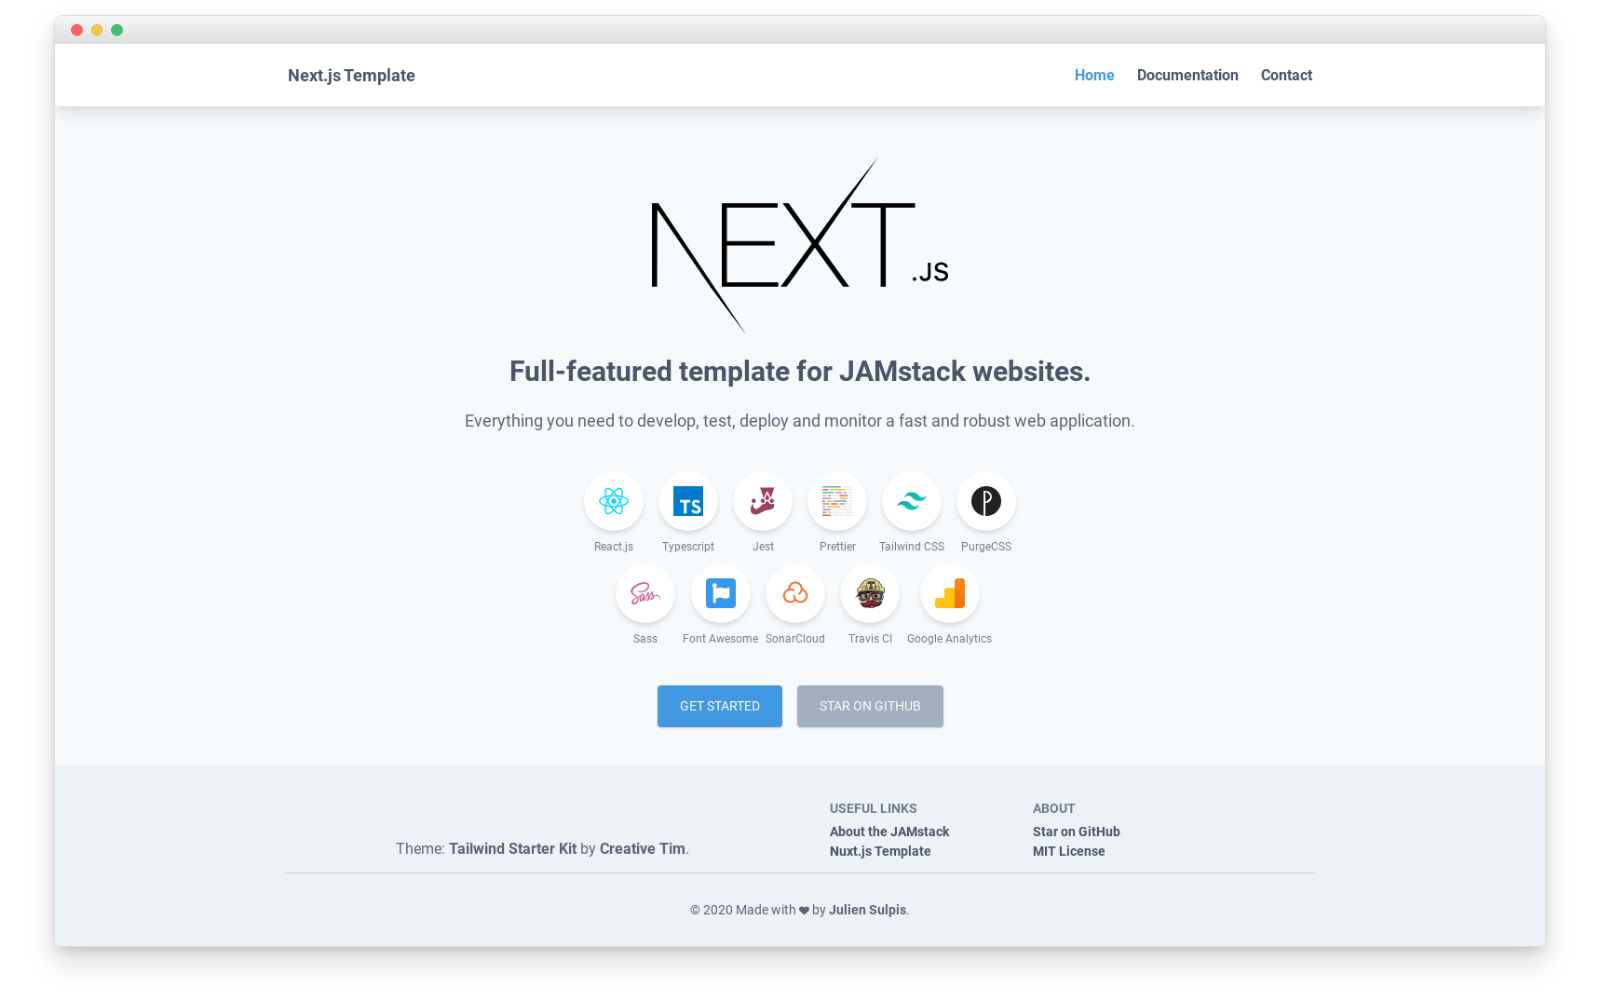 Next.js Template
Home Documentation Contact
NEXT.JS
Full-featured template for JAMstack websites.
Everything you need to develop, test, deploy and monitor a fast and robust web application.
TS
React.js Typescript Jest Prettier Tailwind CSS PurgeCSS
Sass
Sass Font Awesome SonarCloud Travis CI Google Analytics
GET STARTED STAR ON GITHUB
USEFUL LINKS
About the JAMstack
Nuxt.js Template
ABOUT
Star on GitHub
MIT License
Theme: Tailwind Starter Kit by Creative Tim.
© 2020 Made with ❤ by Julien Sulpis.